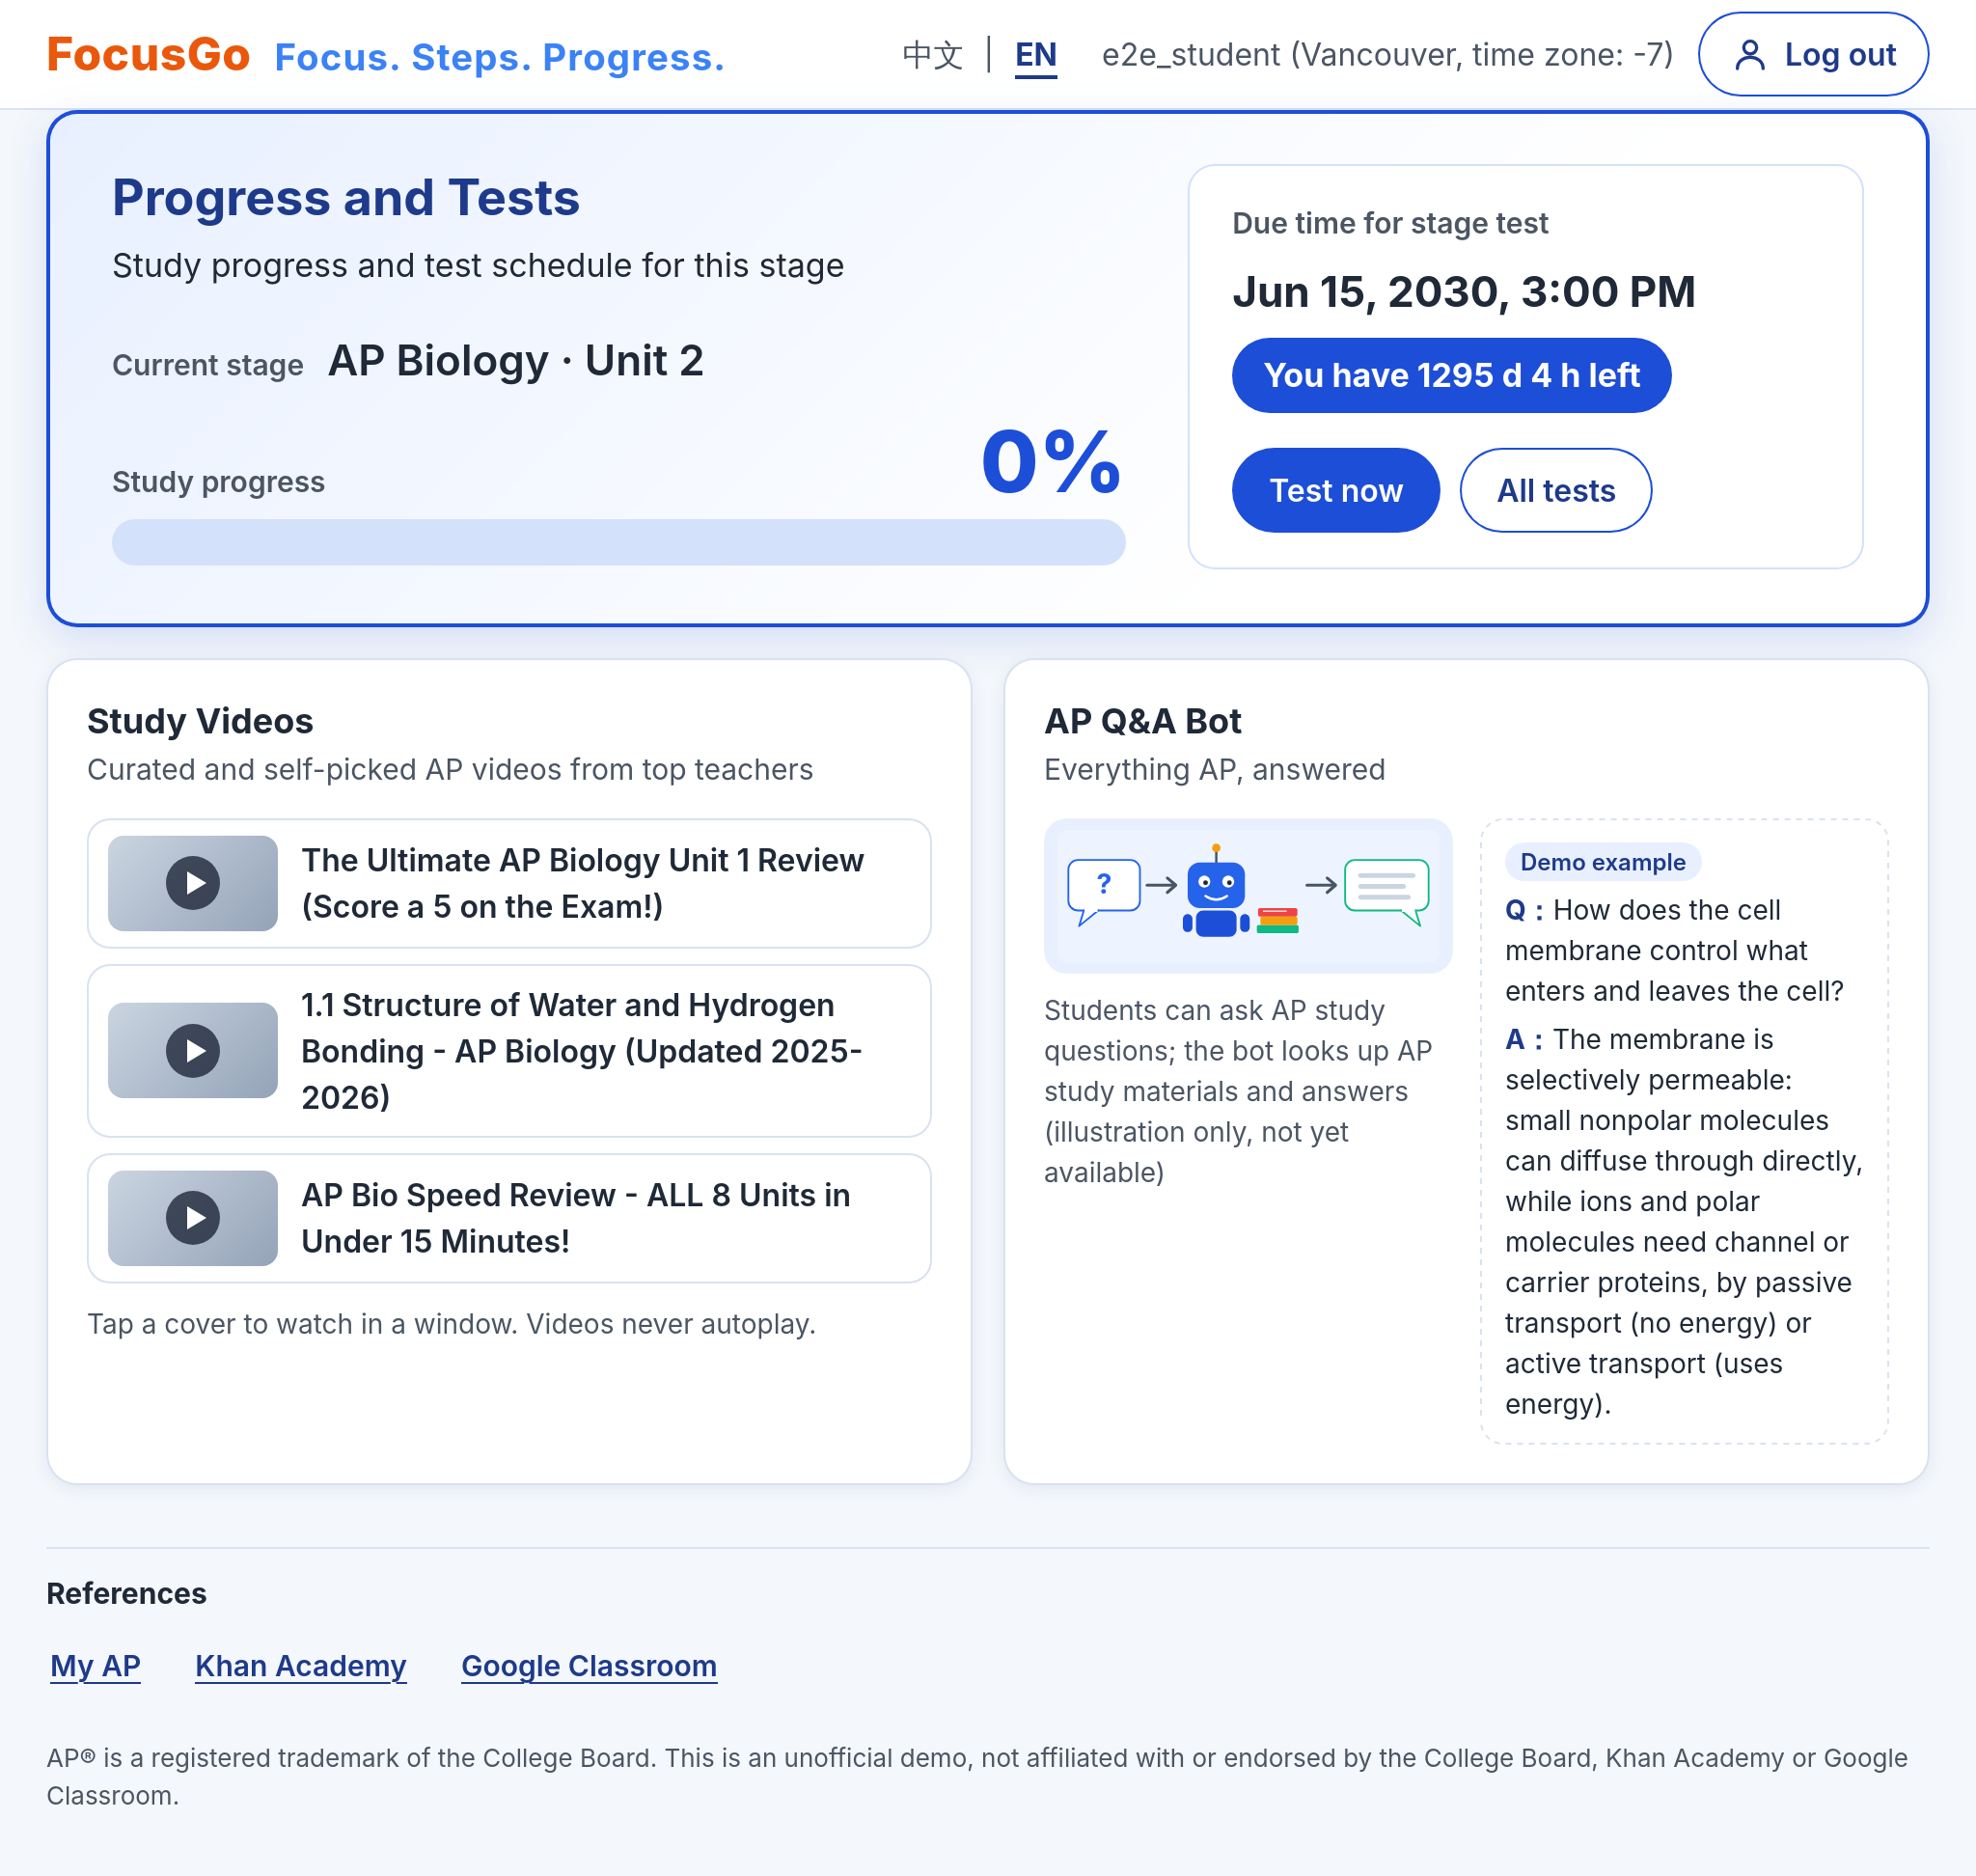 FocusGo Focus. Steps. Progress.
中文 | EN
e2e_student (Vancouver, time zone: -7)
Log out
Progress and Tests
Study progress and test schedule for this stage
Current stage AP Biology · Unit 2
Study progress
0%
Due time for stage test
Jun 15, 2030, 3:00 PM
You have 1295 d 4 h left
Test now
All tests
Study Videos
Curated and self-picked AP videos from top teachers
The Ultimate AP Biology Unit 1 Review
(Score a 5 on the Exam!)
1.1 Structure of Water and Hydrogen
Bonding - AP Biology (Updated 2025-
2026)
AP Bio Speed Review - ALL 8 Units in
Under 15 Minutes!
Tap a cover to watch in a window. Videos never autoplay.
AP Q&A Bot
Everything AP, answered
?
Students can ask AP study
questions; the bot looks up AP
study materials and answers
(illustration only, not yet
available)
Demo example
Q：How does the cell
membrane control what
enters and leaves the cell?
A：The membrane is
selectively permeable:
small nonpolar molecules
can diffuse through directly,
while ions and polar
molecules need channel or
carrier proteins, by passive
transport (no energy) or
active transport (uses
energy).
References
My AP
Khan Academy
Google Classroom
AP® is a registered trademark of the College Board. This is an unofficial demo, not affiliated with or endorsed by the College Board, Khan Academy or Google
Classroom.